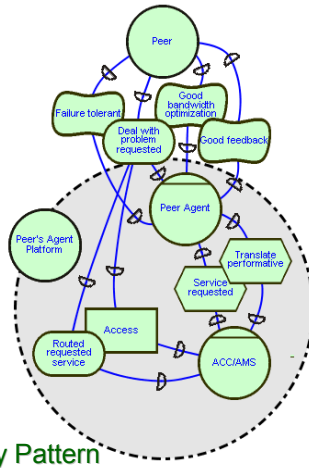 Peer
Failure tolerant
Good
bandwidth
optimization
Deal with
problem
requested
Good feedback
Peer Agent
Peer's Agent
Platform
Translate
performative
Service
requested
Access
Routed
requested
service
ACC/AMS
y Pattern